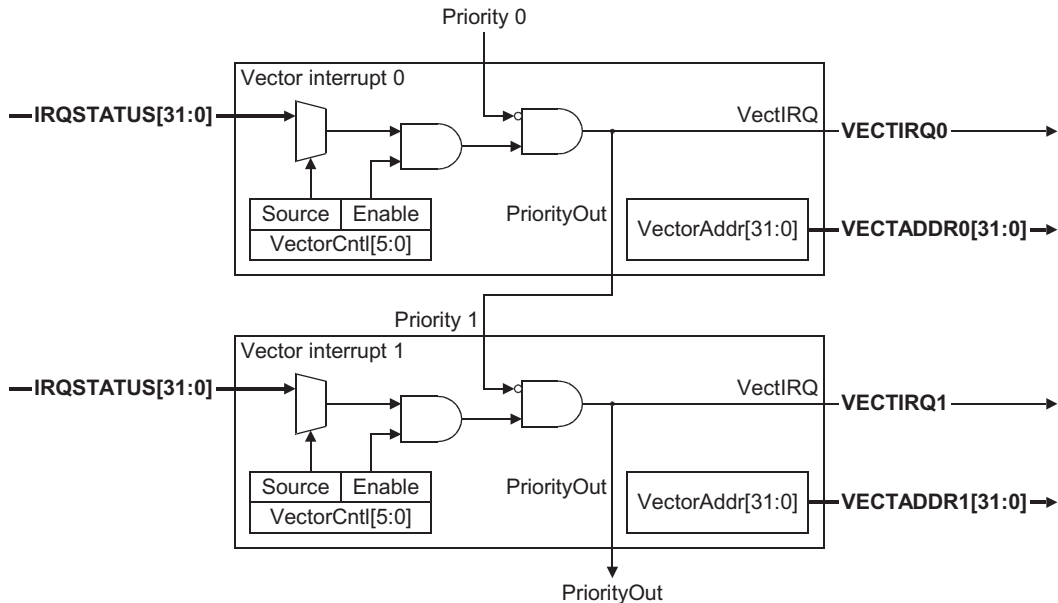 Priority 0
Vector interrupt 0
IRQSTATUS[31:0]
VectIRQ
VECTIRQ0
Source
Enable
VectorCntl[5:0]
PriorityOut
VectorAddr[31:0]
VECTADDR0[31:0]
Priority 1
Vector interrupt 1
IRQSTATUS[31:0]
VectIRQ
VECTIRQ1
Source
Enable
VectorCntl[5:0]
PriorityOut
VectorAddr[31:0]
VECTADDR1[31:0]
PriorityOut